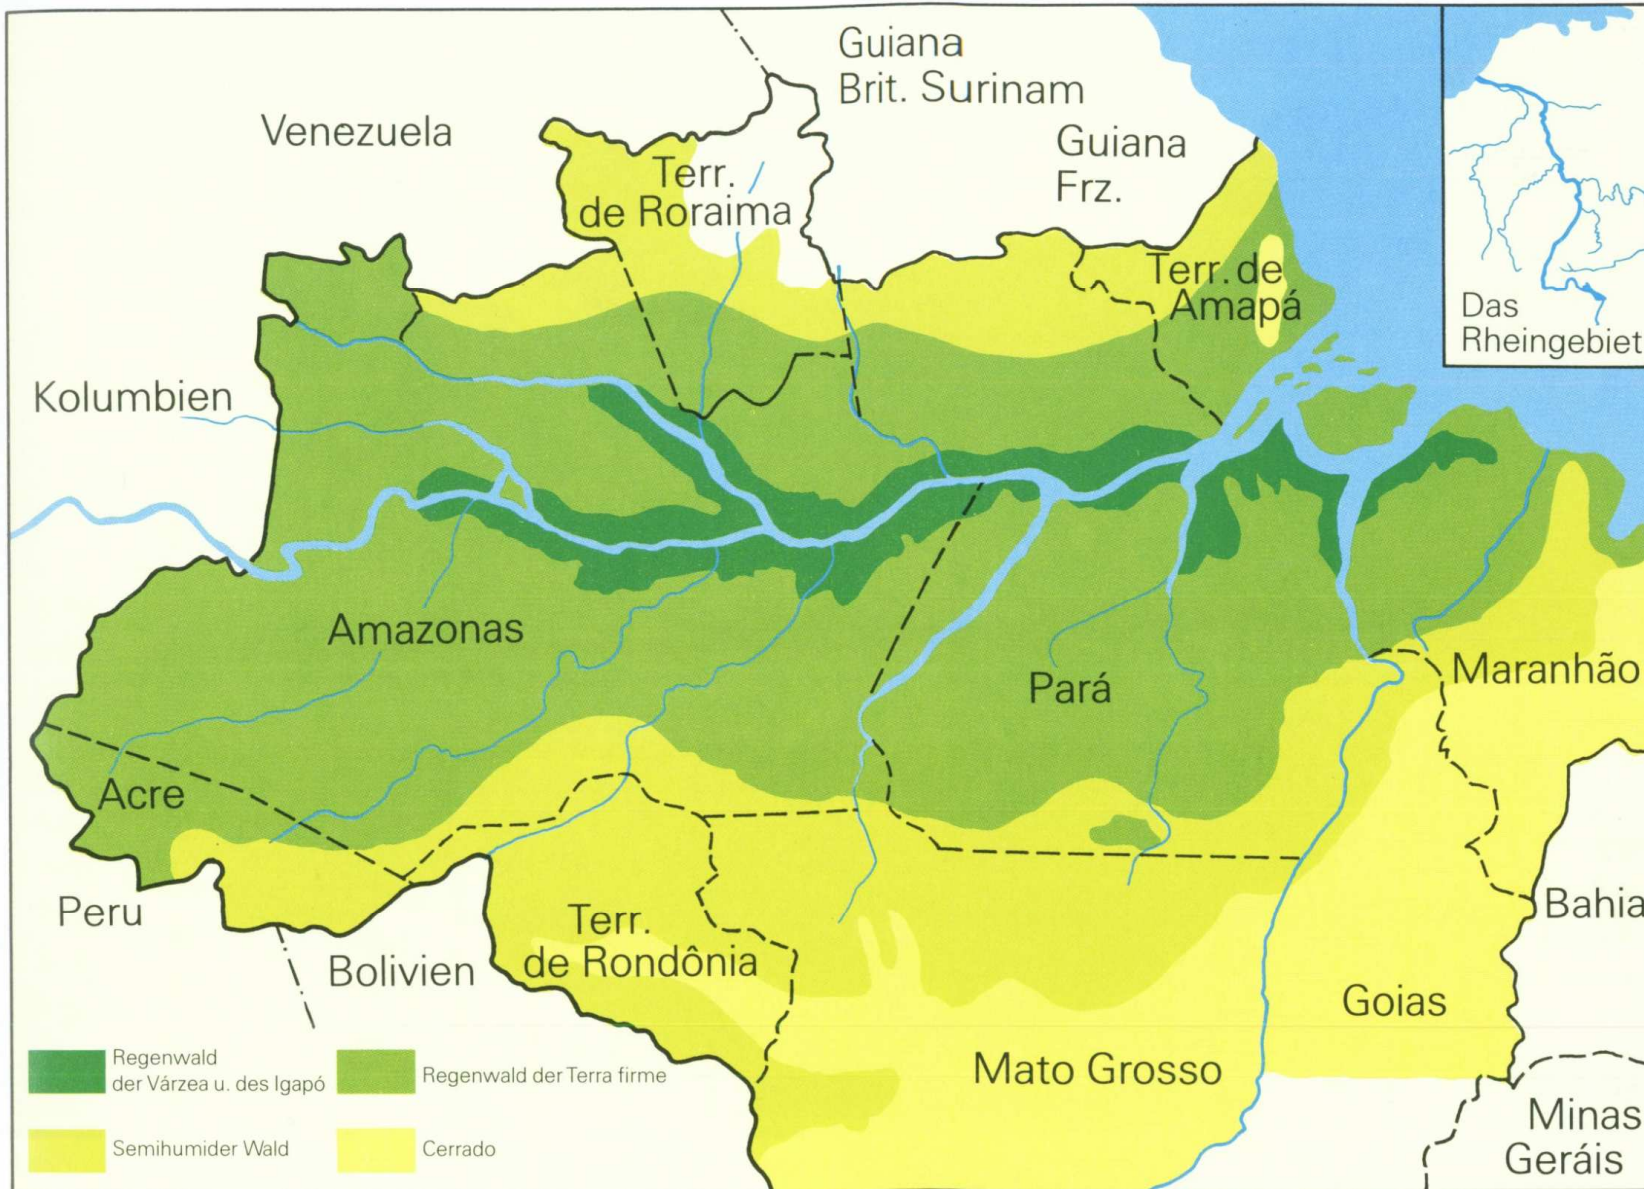 Guiana
Brit. Surinam
Venezuela
Guiana
Frz.
Terr.
de Roraima
Terr. de
Amapá
Das
Rheingebiet
Kolumbien
Amazonas
Pará
Maranhão
Acre
Peru
Bolivien
Terr.
de Rondônia
Bahia
Goias
Mato Grosso
Minas
Geráis
Regenwald
der Várzea u. des Igapó
Regenwald der Terra firme
Semihumider Wald
Cerrado